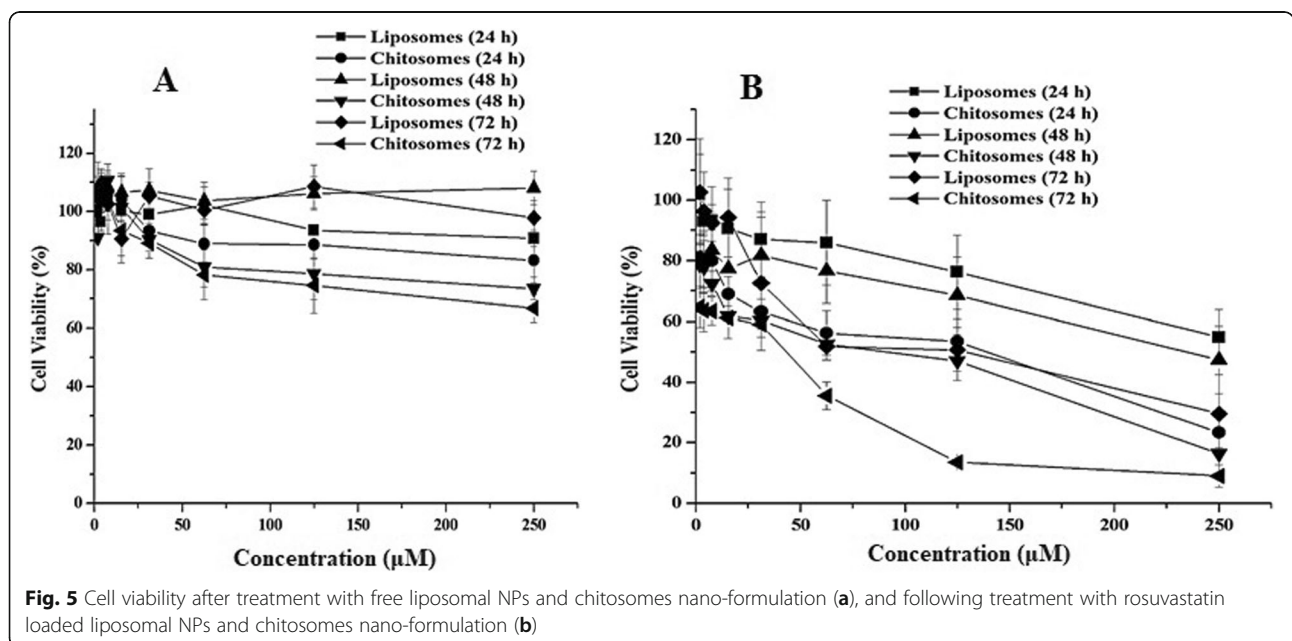 A
Liposomes (24 h)
Chitosomes (24 h)
Liposomes (48 h)
Chitosomes (48 h)
Liposomes (72 h)
Chitosomes (72 h)
120
100
80
60
40
20
0
Cell Viability (%)
0 50 100 150 200 250
Concentration (µM)
B
Liposomes (24 h)
Chitosomes (24 h)
Liposomes (48 h)
Chitosomes (48 h)
Liposomes (72 h)
Chitosomes (72 h)
120
100
80
60
40
20
0
Cell Viability (%)
0 50 100 150 200 250
Concentration (µM)
Fig. 5 Cell viability after treatment with free liposomal NPs and chitosomes nano-formulation (a), and following treatment with rosuvastatin
loaded liposomal NPs and chitosomes nano-formulation (b)